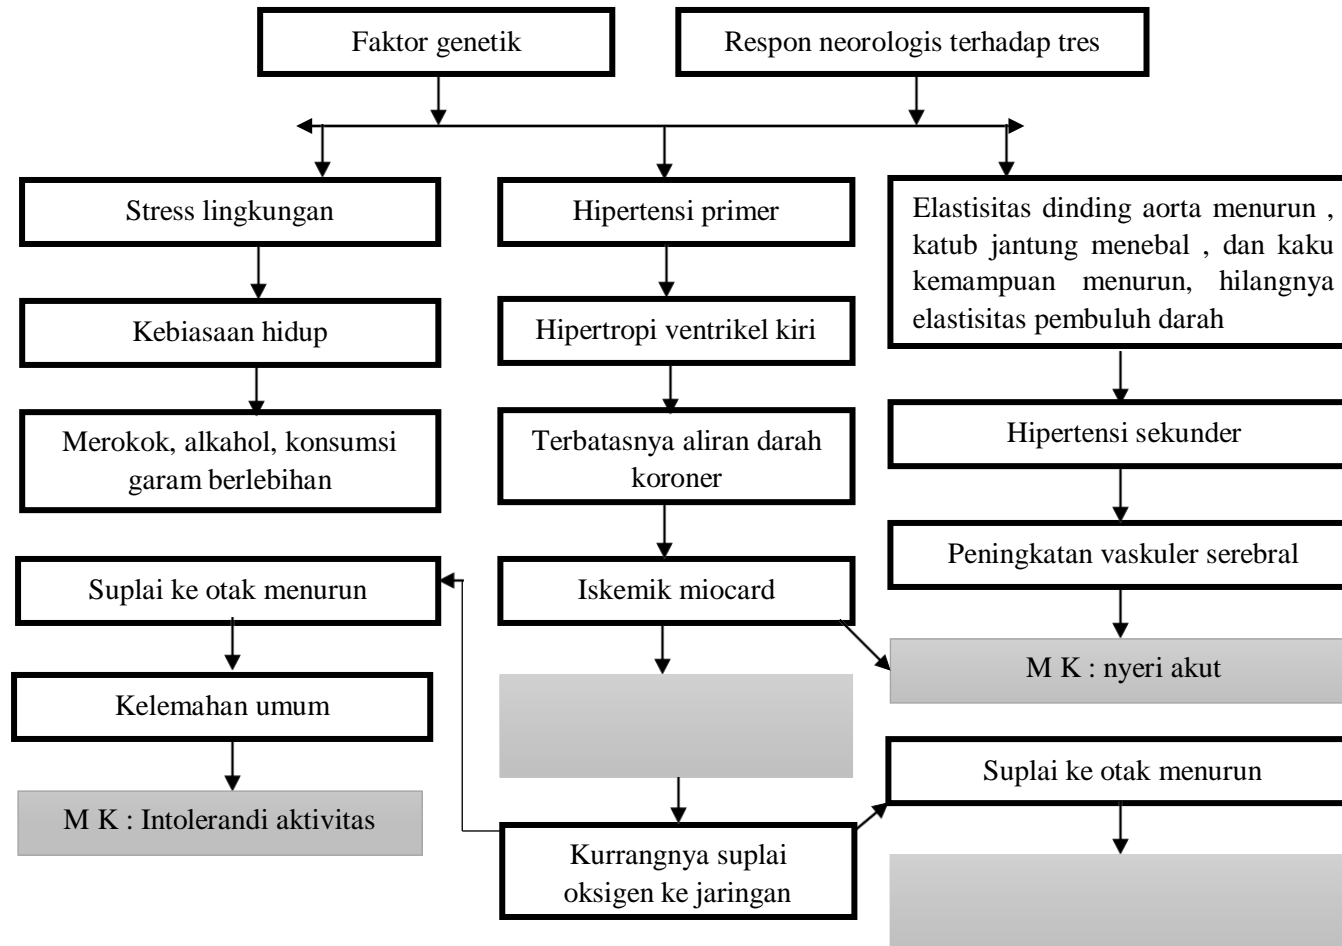 Faktor genetik
Respon neorologis terhadap tres
Stress lingkungan
Hipertensi primer
Elastisitas dinding aorta menurun ,
katub jantung menebal , dan kaku
kemampuan menurun, hilangnya
elastisitas pembuluh darah
Kebiasaan hidup
Hipertropi ventrikel kiri
Merokok, alkahol, konsumsi
garam berlebihan
Terbatasnya aliran darah
koroner
Hipertensi sekunder
Suplai ke otak menurun
Iskemik miocard
Peningkatan vaskuler serebral
Kelemahan umum
M K : nyeri akut
M K : Intolerandi aktivitas
Suplai ke otak menurun
Kurrangnya suplai
oksigen ke jaringan